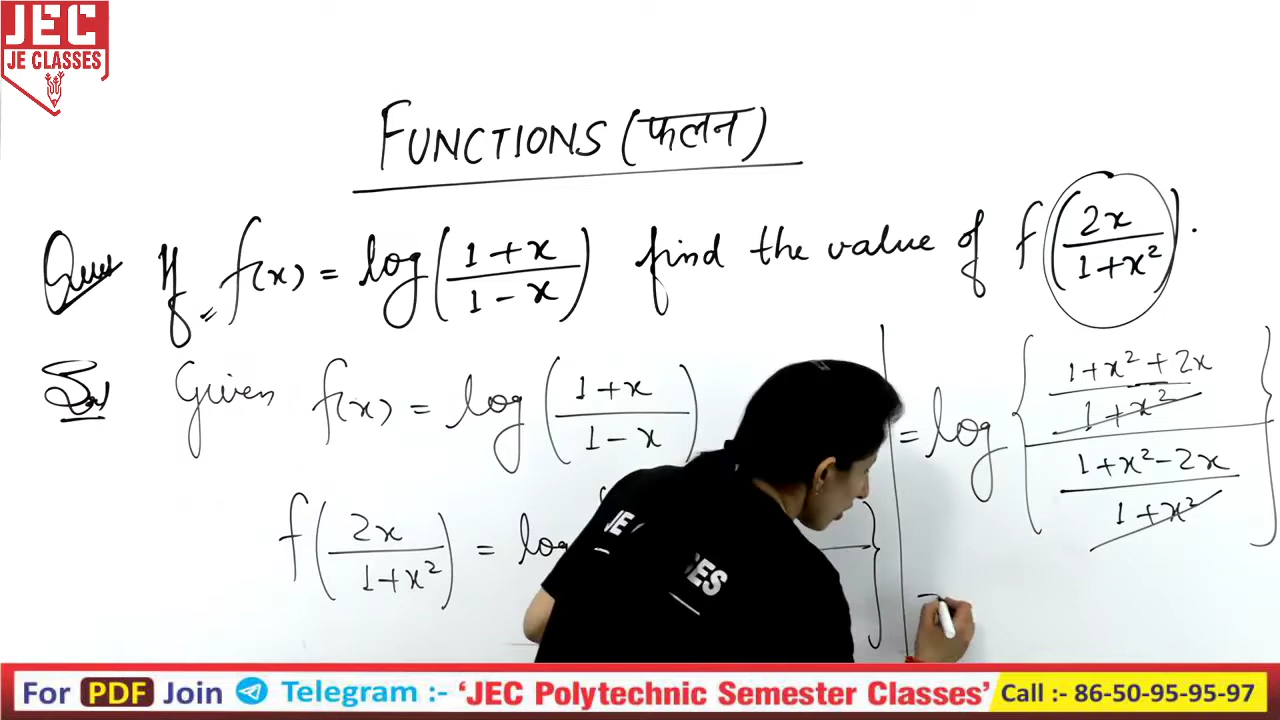 JEC
JE CLASSES
FUNCTIONS (फलन)
Ques If f(x) = log((1+x)/(1-x)) find the value of f(2x/(1+x²)).
Sol Given f(x) = log((1+x)/(1-x))
f(2x/(1+x²)) = log
= log{((1+x²+2x)/(1+x²))/((1+x²-2x)/(1+x²))}
For PDF Join Telegram :- 'JEC Polytechnic Semester Classes' Call :- 86-50-95-95-97